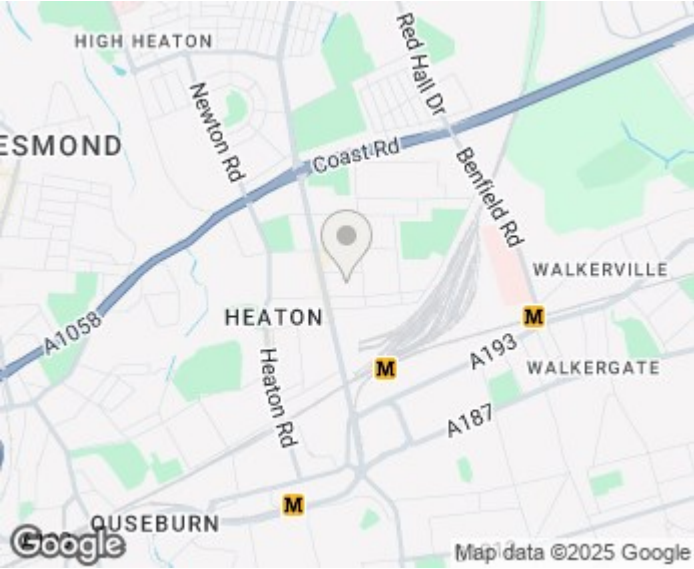 HIGH HEATON
Red Hall Dr
Newton Rd
ESMOND
Coast Rd
Benfield Rd
WALKERVILLE
HEATON
M
A1058
A193
M
Heaton Rd
WALKERGATE
A187
M
OUSEBURN
Google
Map data ©2025 Google